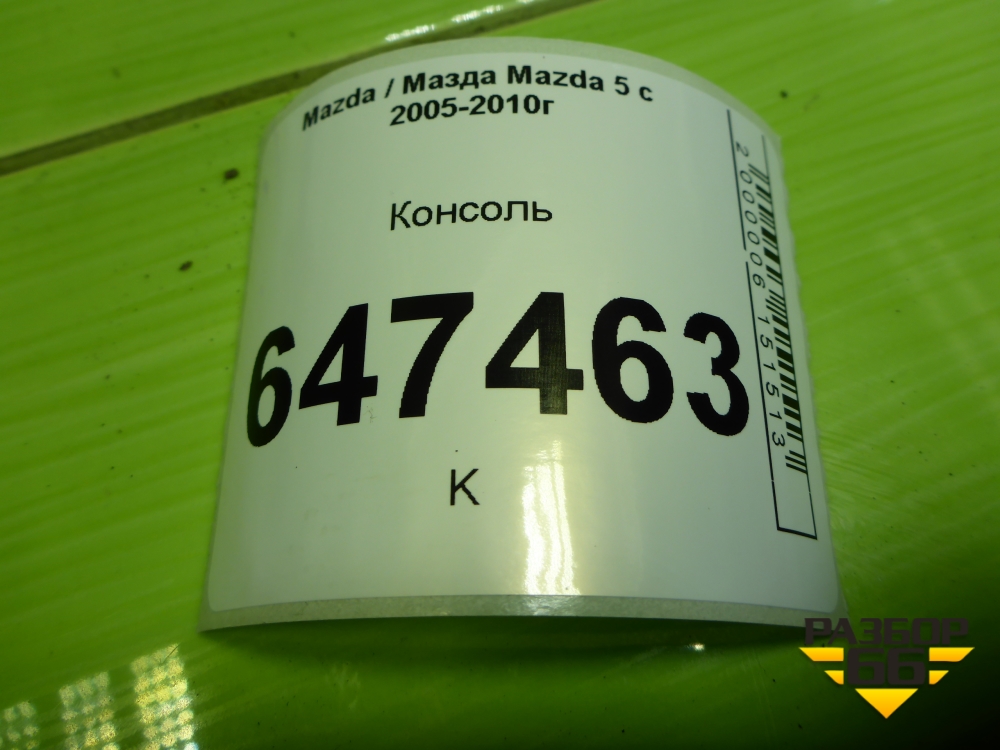 Mazda / Мазда Mazda 5 с
2005-2010г
Консоль
647463
К
2000006151513
РАЗБОР
66